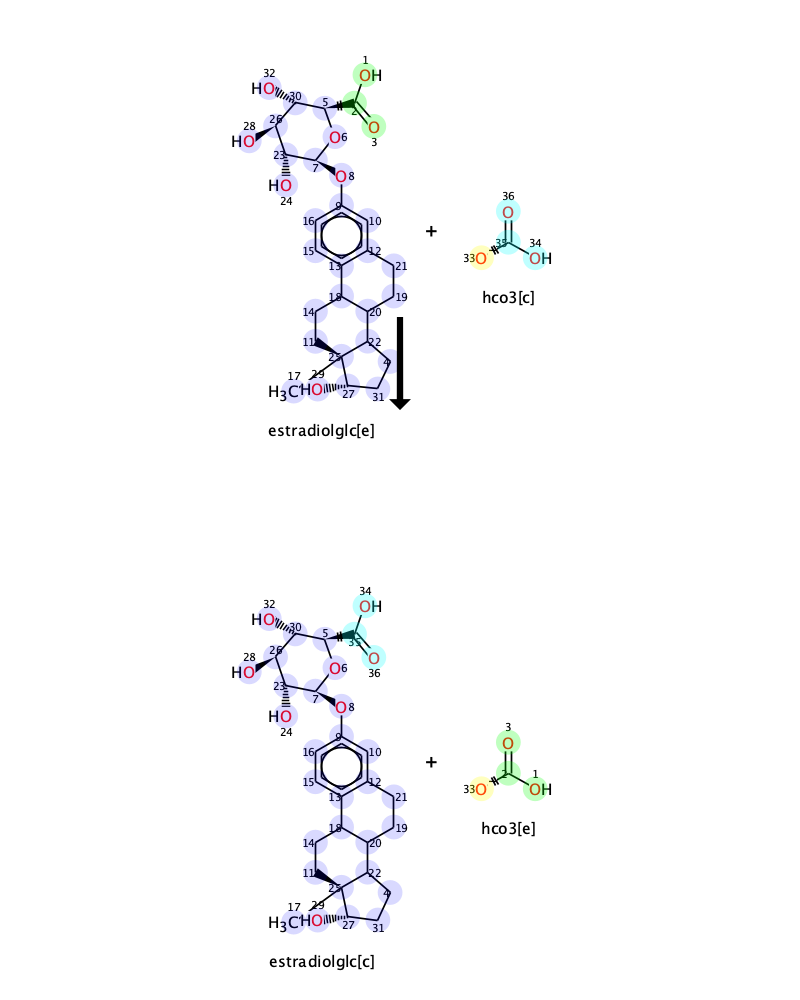 1
OH
32
HO
30
5
2
O
3
26
O6
28
HO
23
7
O8
HO
24
9
16
10
15
12
13
21
18
19
14
20
11
22
25
4
17
29
H3C
HO
27
31
estradiolglc[e]
+
36
O
35
34
33O
OH
hco3[c]
34
OH
32
HO
30
5
35
O
36
26
O6
28
HO
23
7
O8
HO
24
9
16
10
15
12
13
21
18
19
14
20
11
22
25
4
17
29
H3C
HO
27
31
estradiolglc[c]
+
3
O
2
1
33O
OH
hco3[e]